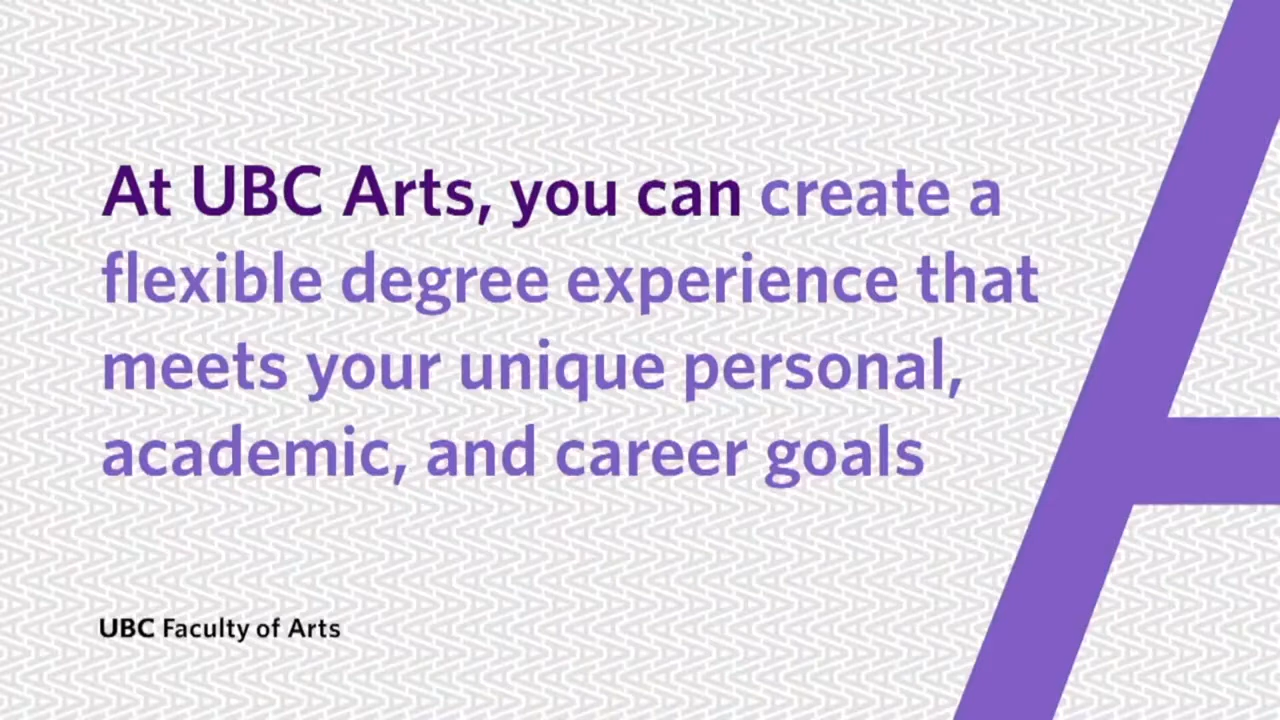 At UBC Arts, you can create a
flexible degree experience that
meets your unique personal,
academic, and career goals
UBC Faculty of Arts